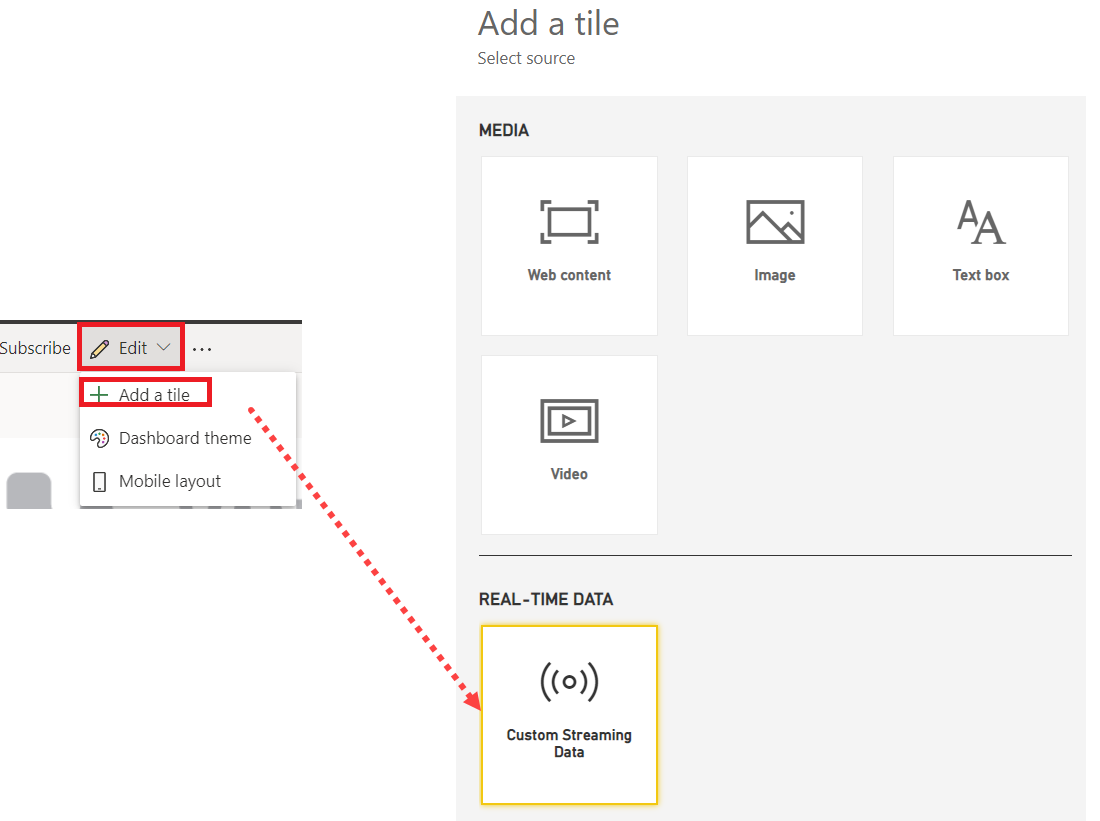 Add a tile
Select source
MEDIA
Web content
Image
Text box
Subscribe
Edit
...
Add a tile
Dashboard theme
Mobile layout
Video
REAL-TIME DATA
Custom Streaming
Data